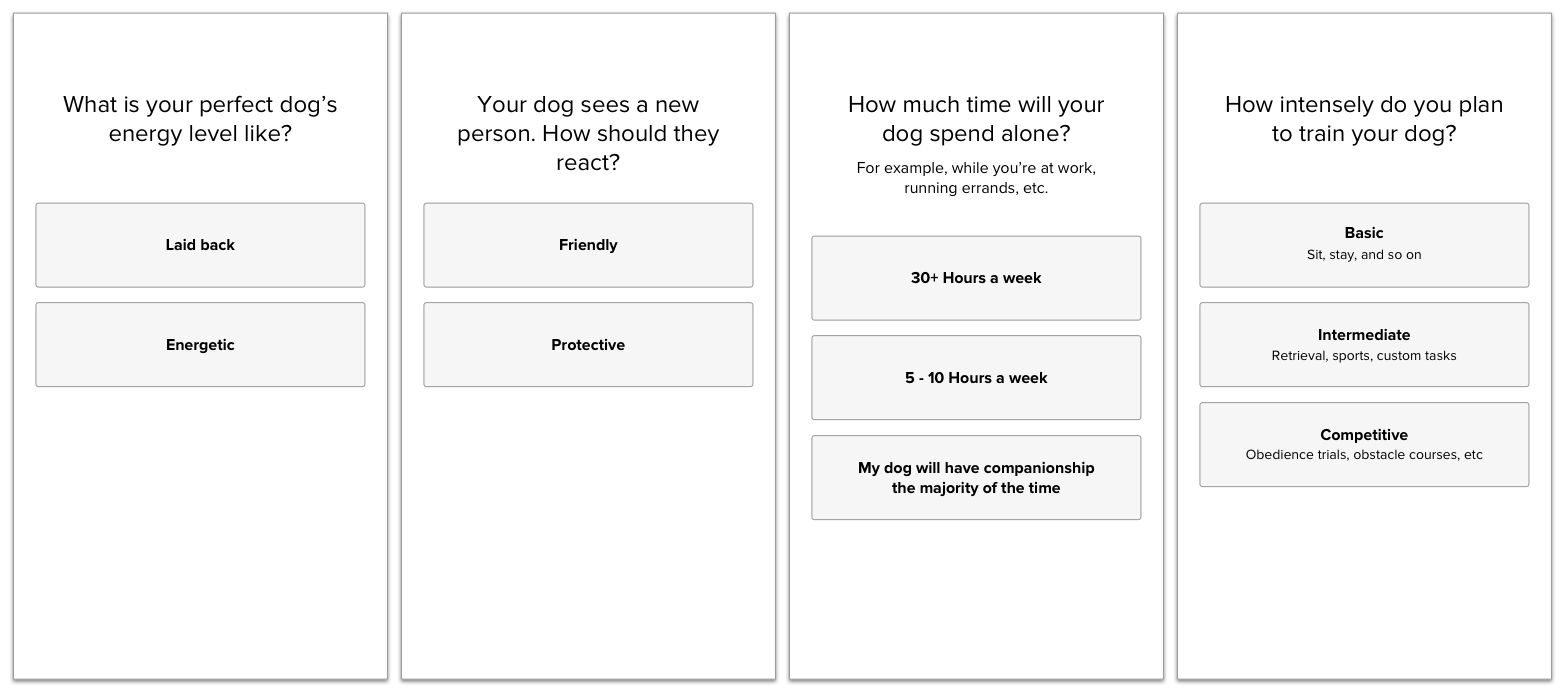 What is your perfect dog’s
energy level like?
Laid back
Energetic
Your dog sees a new
person. How should they
react?
Friendly
Protective
How much time will your
dog spend alone?
For example, while you’re at work,
running errands, etc.
30+ Hours a week
5 - 10 Hours a week
My dog will have companionship
the majority of the time
How intensely do you plan
to train your dog?
Basic
Sit, stay, and so on
Intermediate
Retrieval, sports, custom tasks
Competitive
Obedience trials, obstacle courses, etc